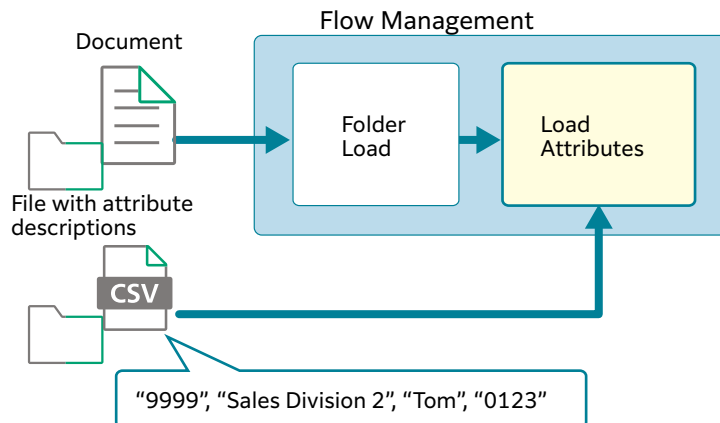 Flow Management
Document
Folder
Load
Load
Attributes
File with attribute
descriptions
CSV
“9999”, “Sales Division 2”, “Tom”, “0123”